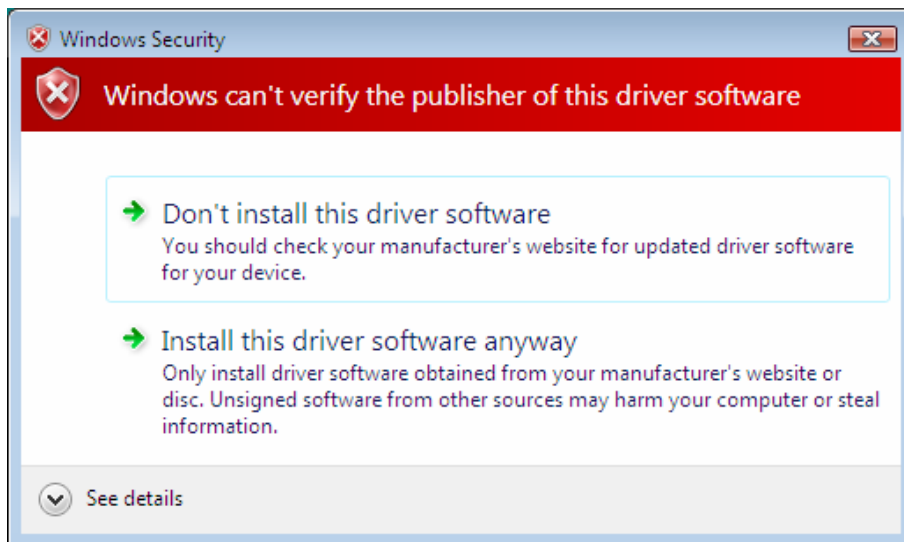 Windows Security
Windows can't verify the publisher of this driver software
Don't install this driver software
You should check your manufacturer's website for updated driver software
for your device.
Install this driver software anyway
Only install driver software obtained from your manufacturer's website or
disc. Unsigned software from other sources may harm your computer or steal
information.
See details